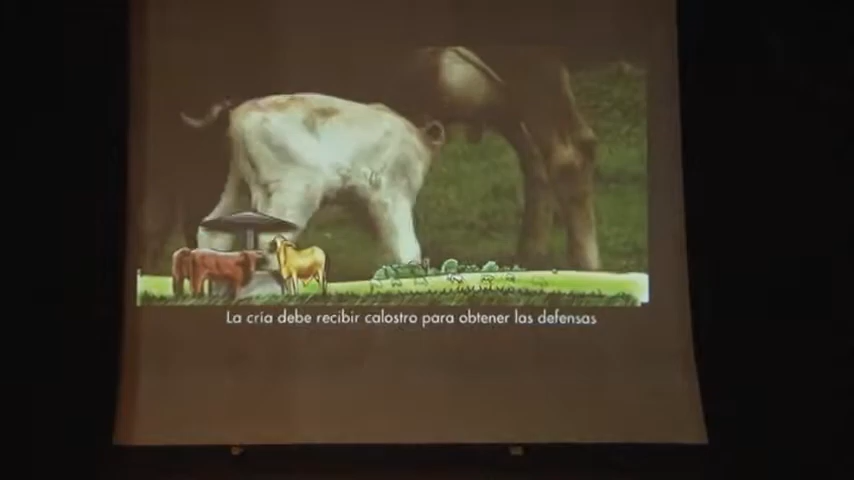 La cría debe recibir calostro para obtener las defensas